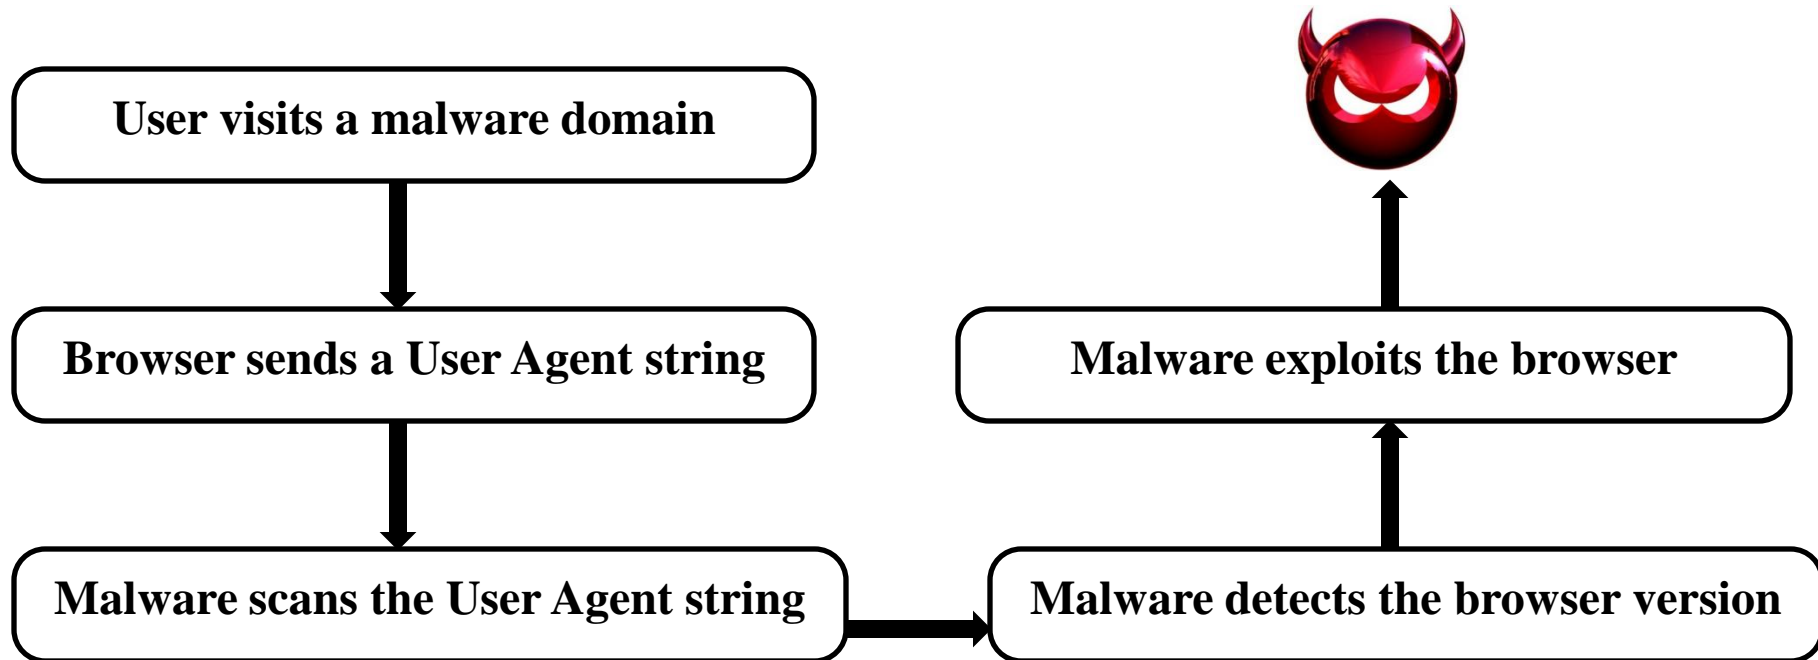 User visits a malware domain
Browser sends a User Agent string
Malware scans the User Agent string
Malware detects the browser version
Malware exploits the browser